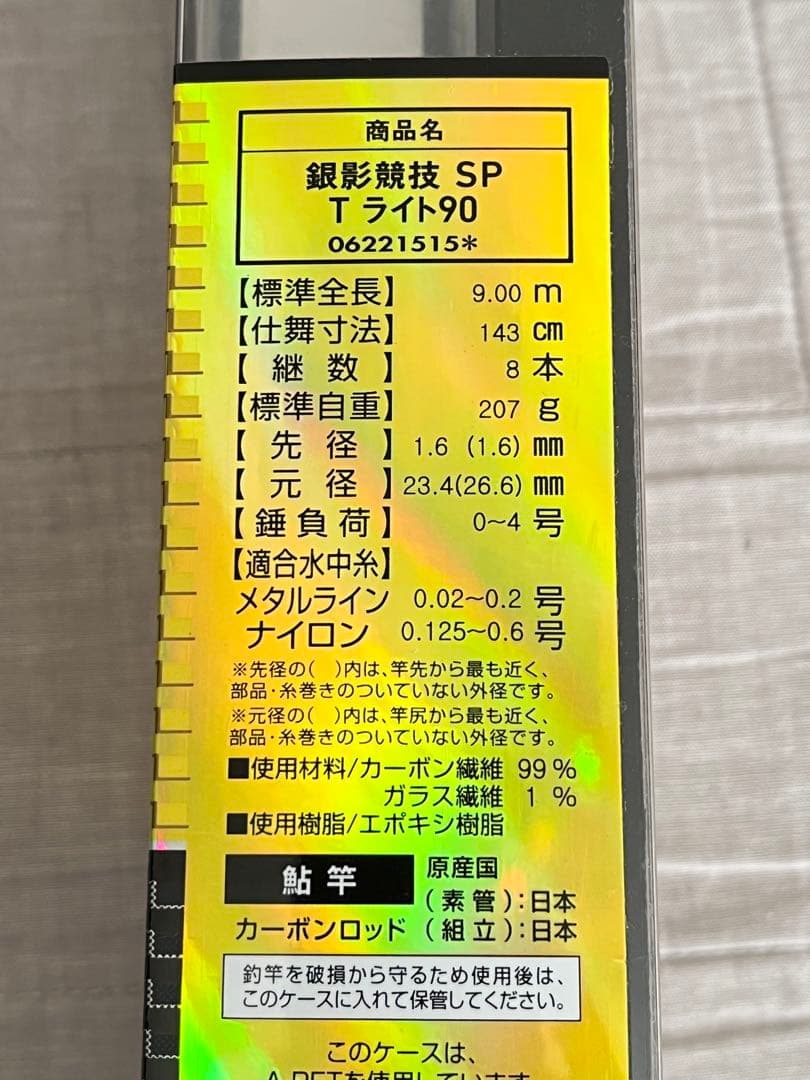 商品名
銀影競技 SP
T ライト90
06221515*
【標準全長】 9.00 m
【仕舞寸法】 143 cm
【 継 数 】 8 本
【標準自重】 207 g
【 先 径 】 1.6 (1.6) mm
【 元 径 】 23.4(26.6) mm
【錘負荷】 0~4 号
【適合水中糸】
メタルライン 0.02~0.2 号
ナイロン 0.125~0.6 号
※先径の( )内は、竿先から最も近く、
部品・糸巻きのついていない外径です。
※元径の( )内は、竿尻から最も近く、
部品・糸巻きのついていない外径です。
■使用材料/カーボン繊維 99%
ガラス繊維 1 %
■使用樹脂/エポキシ樹脂
鮎竿 原産国
(素管):日本
カーボンロッド (組立):日本
釣竿を破損から守るため使用後は、
このケースに入れて保管してください。
このケースは、
A-PETを使用しています